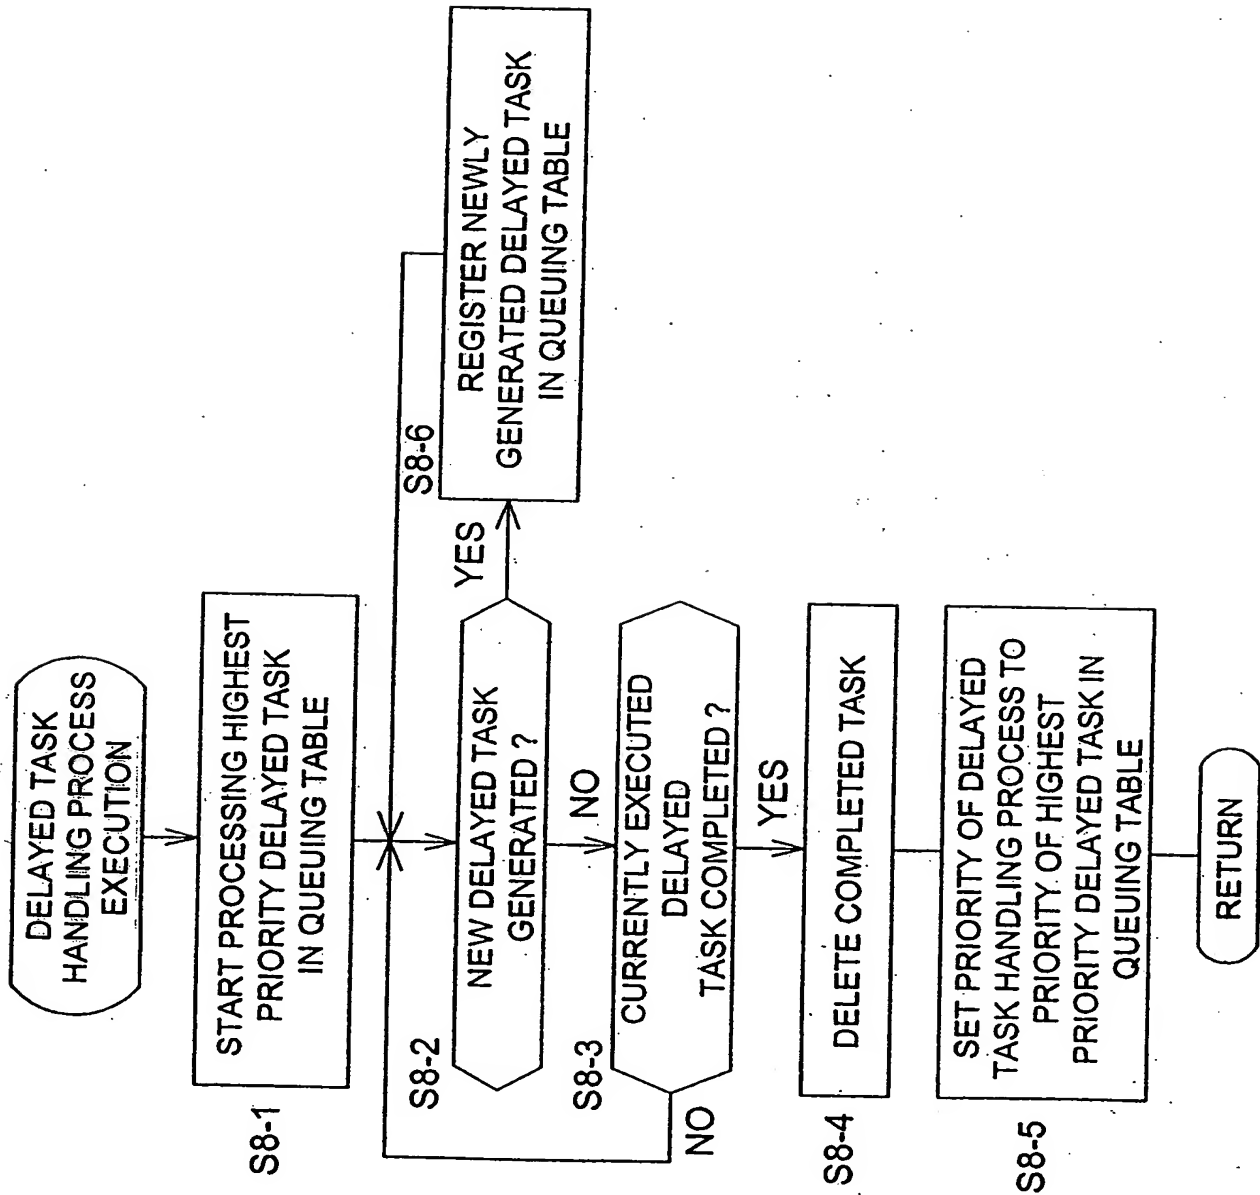 DELAYED TASK
HANDLING PROCESS
EXECUTION
S8-1
START PROCESSING HIGHEST
PRIORITY DELAYED TASK
IN QUEUING TABLE
S8-2
NEW DELAYED TASK
GENERATED ?
YES
S8-6
REGISTER NEWLY
GENERATED DELAYED TASK
IN QUEUING TABLE
NO
S8-3
CURRENTLY EXECUTED
DELAYED
TASK COMPLETED ?
NO
YES
S8-4
DELETE COMPLETED TASK
S8-5
SET PRIORITY OF DELAYED
TASK HANDLING PROCESS TO
PRIORITY OF HIGHEST
PRIORITY DELAYED TASK IN
QUEUING TABLE
RETURN